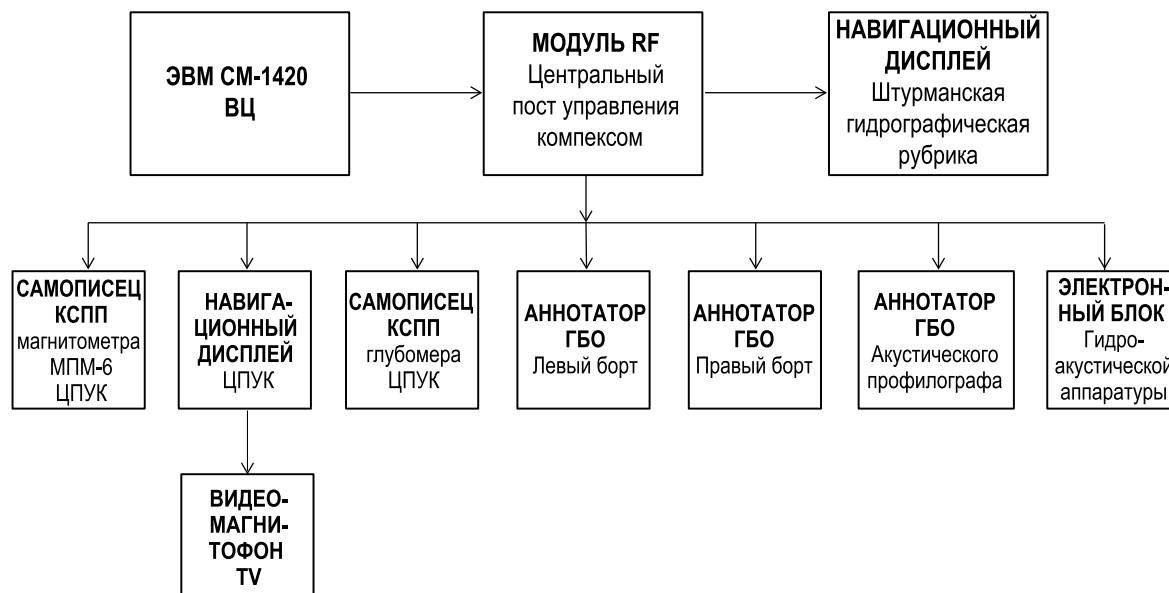 ЭВМ СМ-1420
ВЦ
МОДУЛЬ RF
Центральный
пост управления
компексом
НАВИГАЦИОННЫЙ
ДИСПЛЕЙ
Штурманская
гидрографическая
рубрика
САМОПИСЕЦ
КСПП
магнитометра
МПМ-6
ЦПУК
НАВИГА-
ЦИОННЫЙ
ДИСПЛЕЙ
ЦПУК
САМОПИСЕЦ
КСПП
глубомера
ЦПУК
АННОТАТОР
ГБО
Левый борт
АННОТАТОР
ГБО
Правый борт
АННОТАТОР
ГБО
Акустического
профилографа
ЭЛЕКТРОН-
НЫЙ БЛОК
Гидро-
акустической
аппаратуры
ВИДЕО-
МАГНИ-
ТОФОН
TV